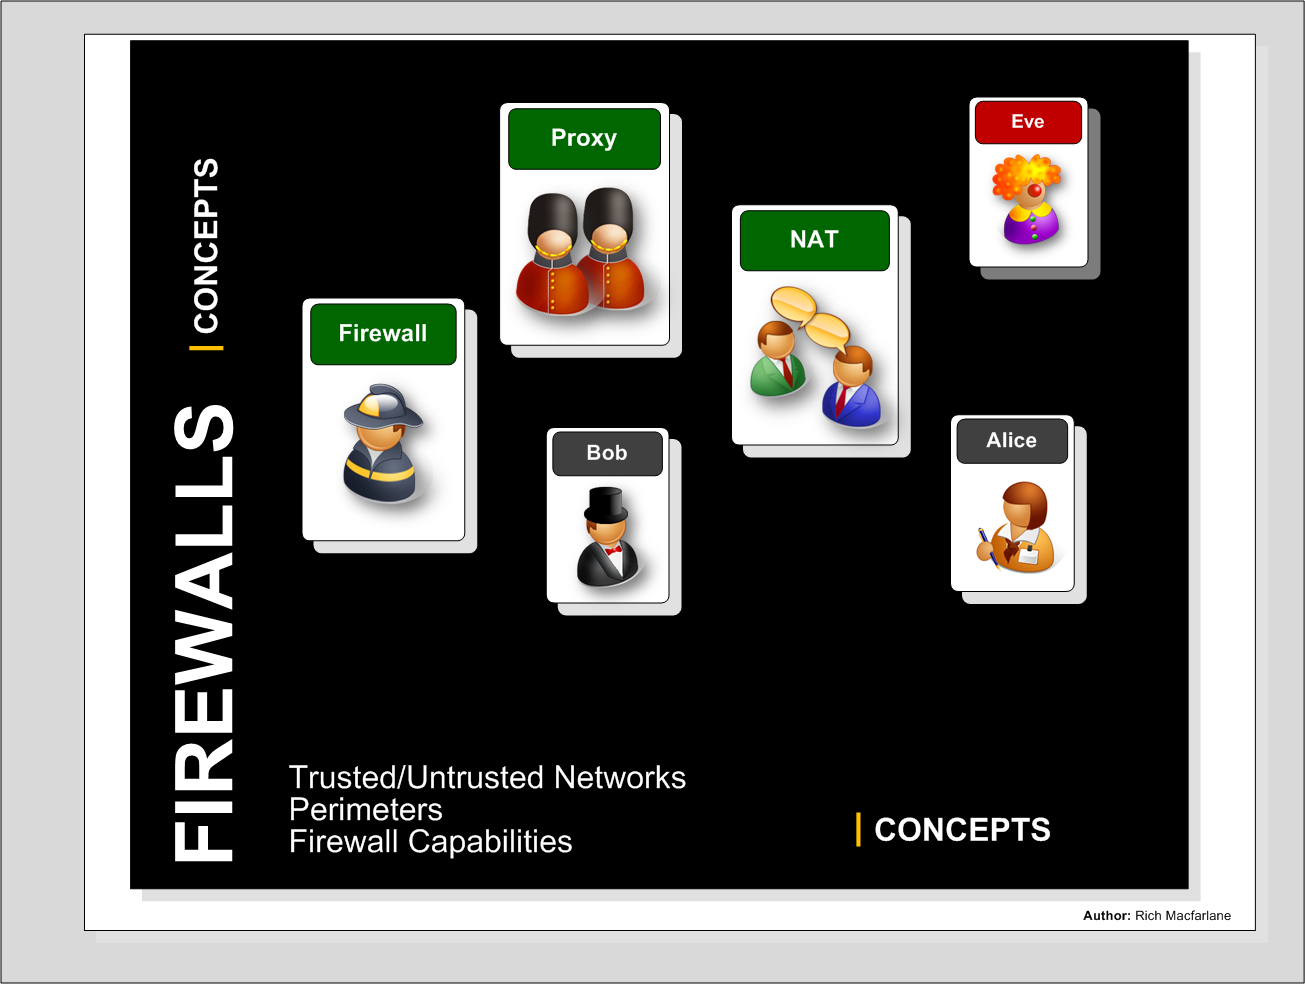 FIREWALLS
CONCEPTS
Proxy
Eve
NAT
Firewall
Bob
Alice
Trusted/Untrusted Networks
Perimeters
Firewall Capabilities
CONCEPTS
Author: Rich Macfarlane